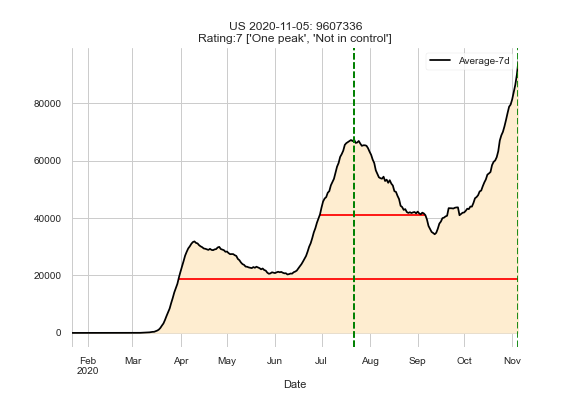 US 2020-11-05: 9607336
Rating:7 ['One peak', 'Not in control']
Average-7d
80000
60000
40000
20000
0
Feb Mar Apr May Jun Jul Aug Sep Oct Nov
2020
Date